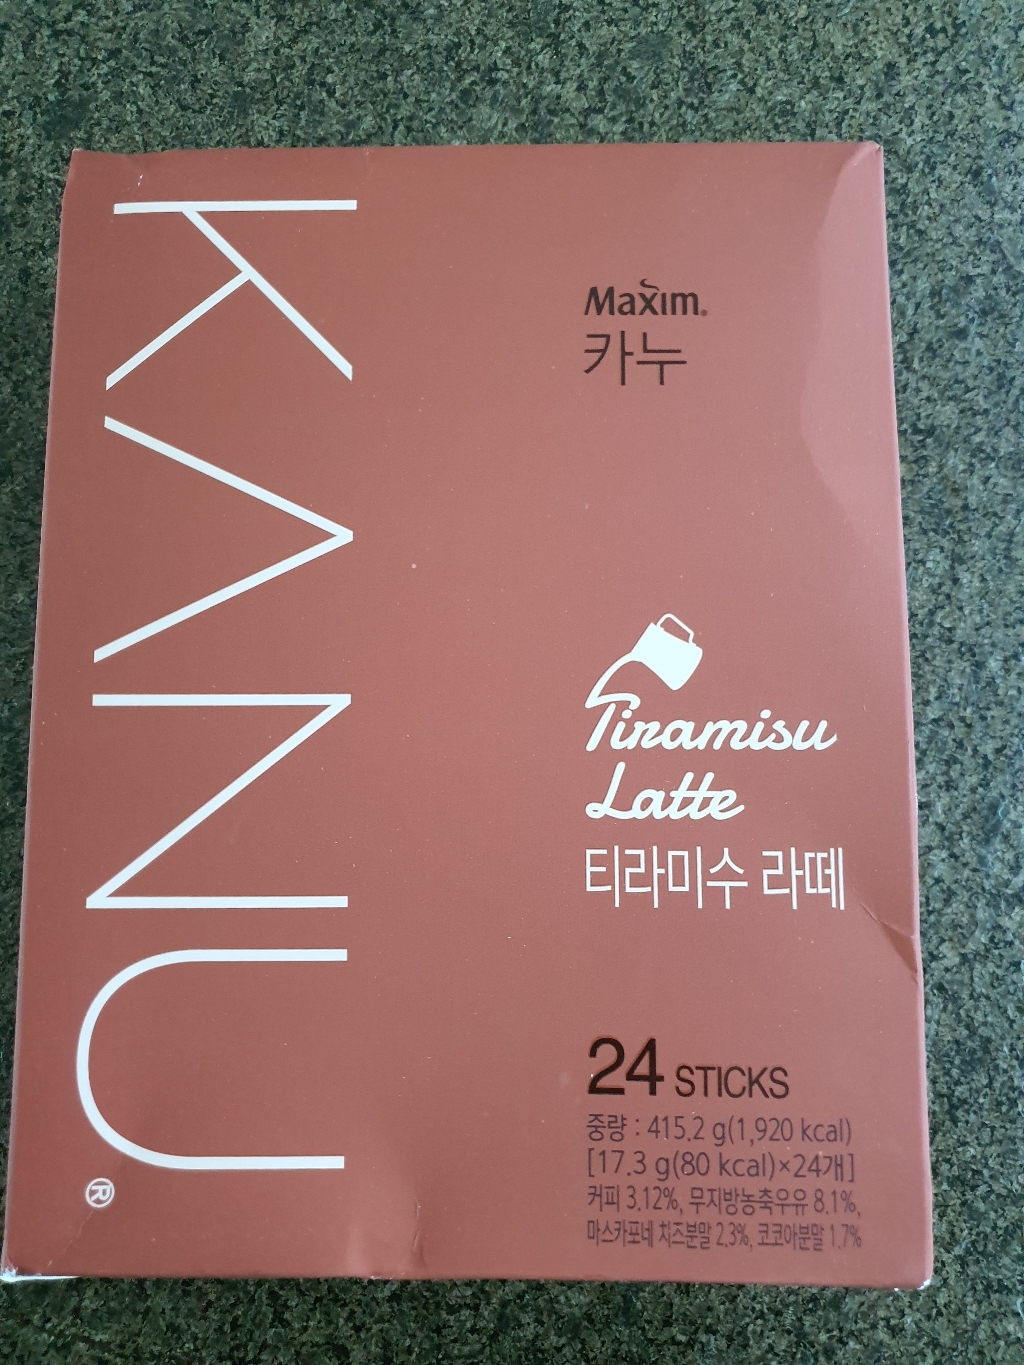 KANU®
Maxim®
카누
Tiramisu
Latte
티라미수 라떼
24 STICKS
중량 : 415.2 g(1,920 kcal)
[17.3 g(80 kcal)×24개]
커피 3.12%, 무지방농축우유 8.1%,
마스카포네 치즈분말 2.3%, 코코아분말 1.7%